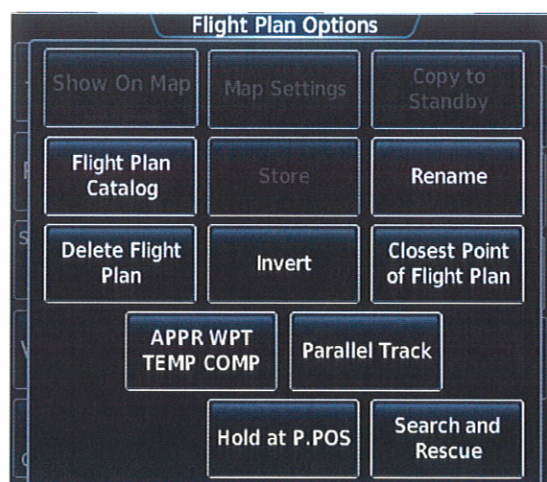 Flight Plan Options
Show On Map
Map Settings
Copy to
Standby
Flight Plan
Catalog
Store
Rename
Delete Flight
Plan
Invert
Closest Point
of Flight Plan
APPR WPT
TEMP COMP
Parallel Track
Hold at P.POS
Search and
Rescue